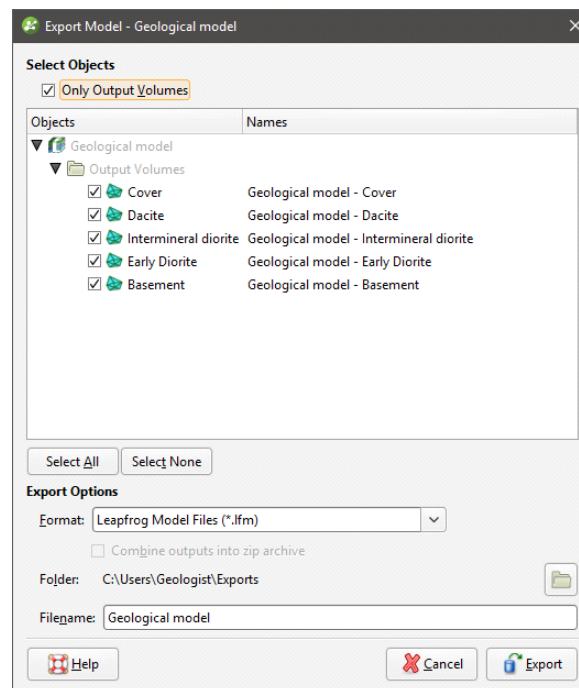 Export Model - Geological model
Select Objects
Only Output Volumes
Objects Names
Geological model
Output Volumes
Cover Geological model - Cover
Dacite Geological model - Dacite
Intermineral diorite Geological model - Intermineral diorite
Early Diorite Geological model - Early Diorite
Basement Geological model - Basement
Select All Select None
Export Options
Format: Leapfrog Model Files (*.lfm)
Combine outputs into zip archive
Folder: C:\Users\Geologist\Exports
Filename: Geological model
Help Cancel Export